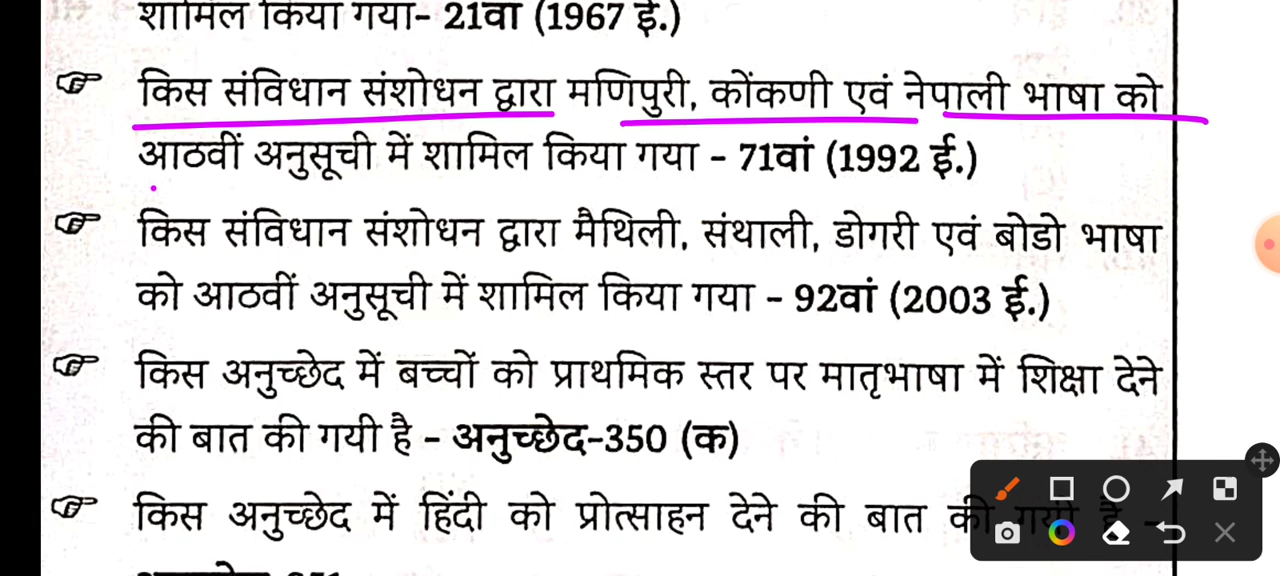 शामिल किया गया- 21वां (1967 ई.)
किस संविधान संशोधन द्वारा मणिपुरी, कोंकणी एवं नेपाली भाषा को
आठवीं अनुसूची में शामिल किया गया – 71वां (1992 ई.)
किस संविधान संशोधन द्वारा मैथिली, संथाली, डोगरी एवं बोडो भाषा
को आठवीं अनुसूची में शामिल किया गया – 92वां (2003 ई.)
किस अनुच्छेद में बच्चों को प्राथमिक स्तर पर मातृभाषा में शिक्षा देने
की बात की गयी है – अनुच्छेद-350 (क)
किस अनुच्छेद में हिंदी को प्रोत्साहन देने की बात की गयी है –